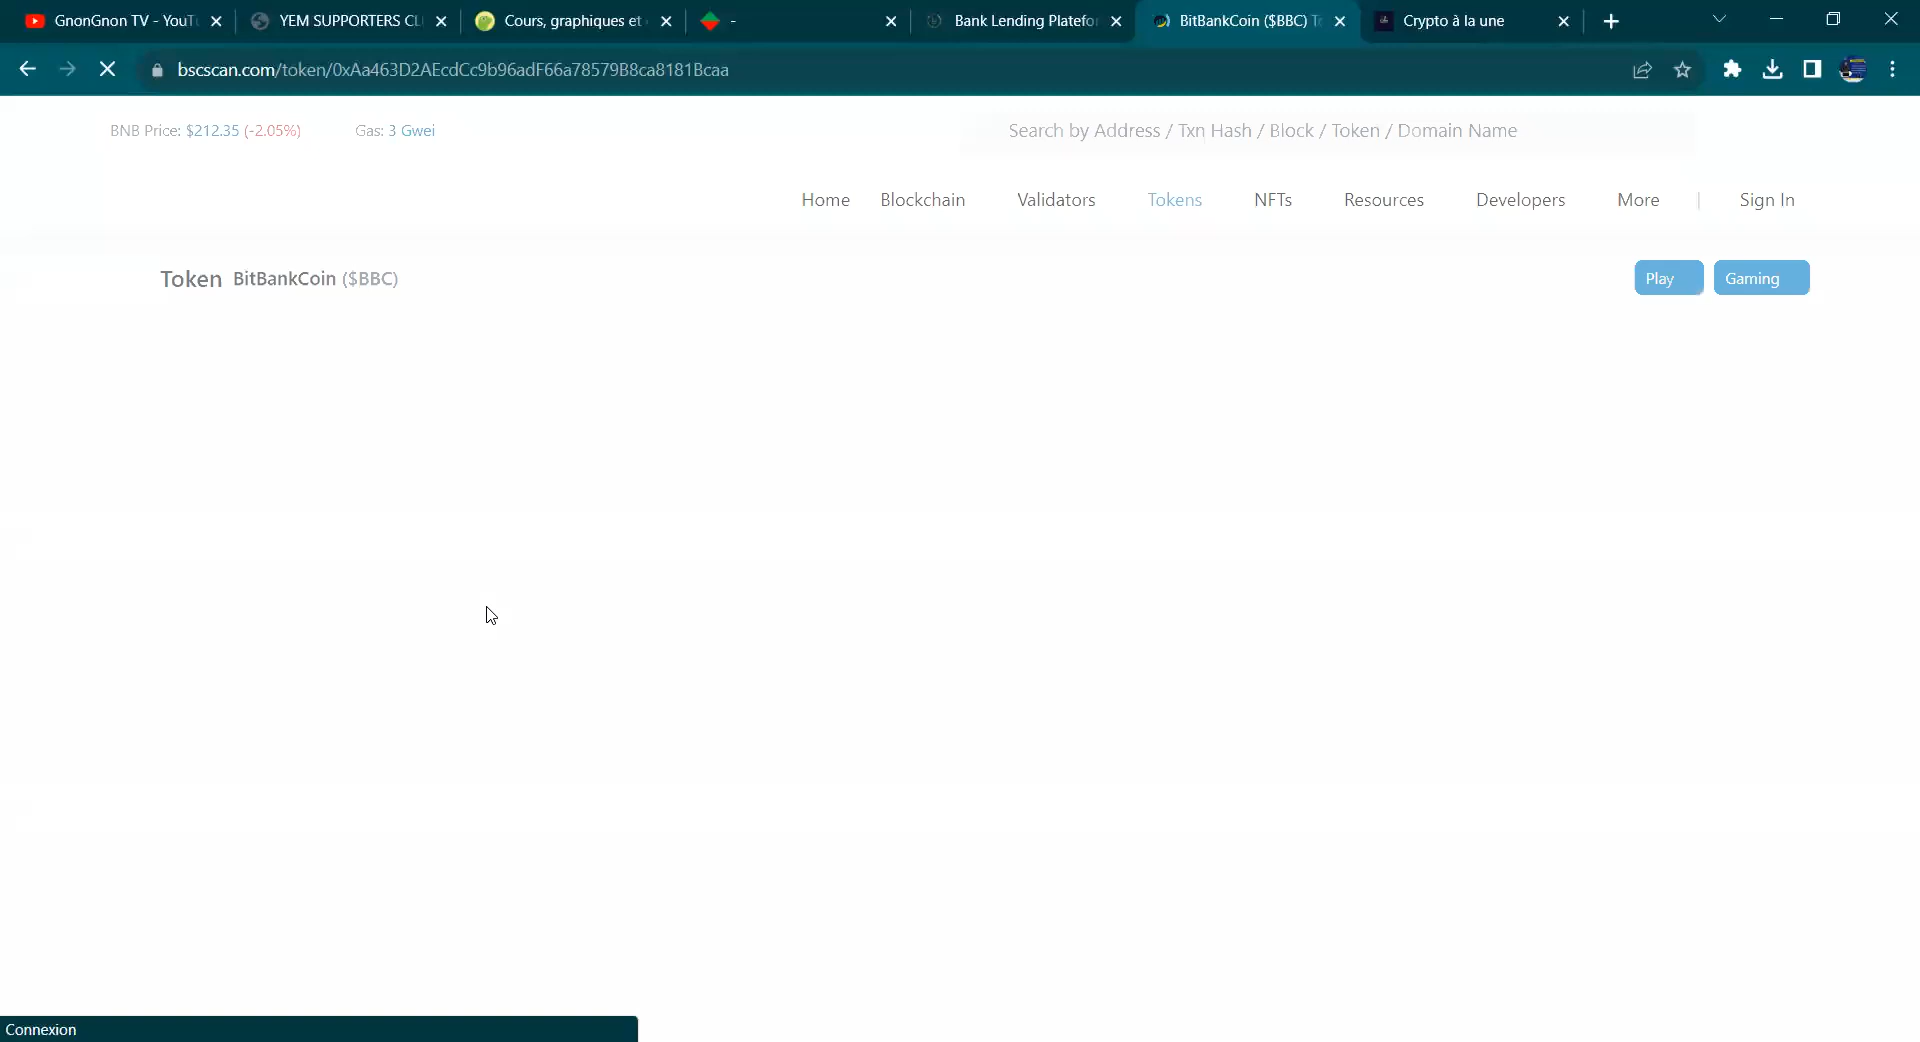 GnonGnon TV - YouTu
YEM SUPPORTERS CL
Cours, graphiques et
-
Bank Lending Platefo
BitBankCoin ($BBC) To
Crypto à la une
bscscan.com/token/0xAa463D2AEcdCc9b96adF66a78579B8ca8181Bcaa
BNB Price: $212.35 (-2.05%)
Gas: 3 Gwei
Search by Address / Txn Hash / Block / Token / Domain Name
Home
Blockchain
Validators
Tokens
NFTs
Resources
Developers
More
|
Sign In
Token BitBankCoin ($BBC)
Play
Gaming
Connexion